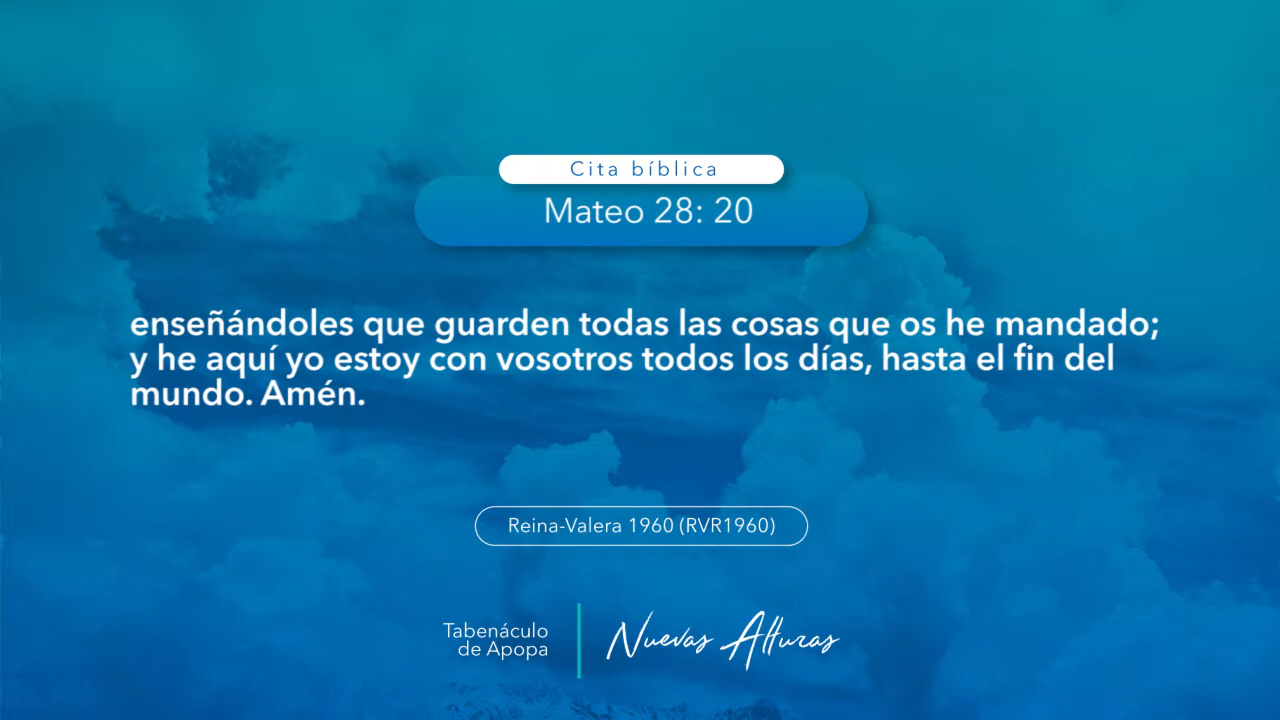 Cita bíblica
Mateo 28: 20
enseñándoles que guarden todas las cosas que os he mandado;
y he aquí yo estoy con vosotros todos los días, hasta el fin del
mundo. Amén.
Reina-Valera 1960 (RVR1960)
Tabenáculo
de Apopa
Nuevas Alturas